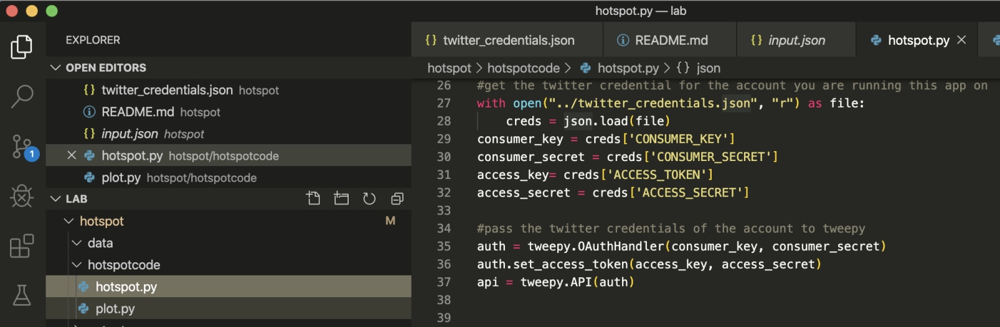 hotspot.py — lab
EXPLORER
OPEN EDITORS
{} twitter_credentials.json hotspot
README.md hotspot
{} input.json hotspot
hotspot.py hotspot/hotspotcode
plot.py hotspot/hotspotcode
1
LAB
hotspot M
data
hotspotcode
hotspot.py
plot.py
{} twitter_credentials.json README.md {} input.json hotspot.py
hotspot > hotspotcode > hotspot.py > {} json
26 #get the twitter credential for the account you are running this app on
27 with open("../twitter_credentials.json", "r") as file:
28     creds = json.load(file)
29 consumer_key = creds['CONSUMER_KEY']
30 consumer_secret = creds['CONSUMER_SECRET']
31 access_key= creds['ACCESS_TOKEN']
32 access_secret = creds['ACCESS_SECRET']
33
34 #pass the twitter credentials of the account to tweepy
35 auth = tweepy.OAuthHandler(consumer_key, consumer_secret)
36 auth.set_access_token(access_key, access_secret)
37 api = tweepy.API(auth)
38
39